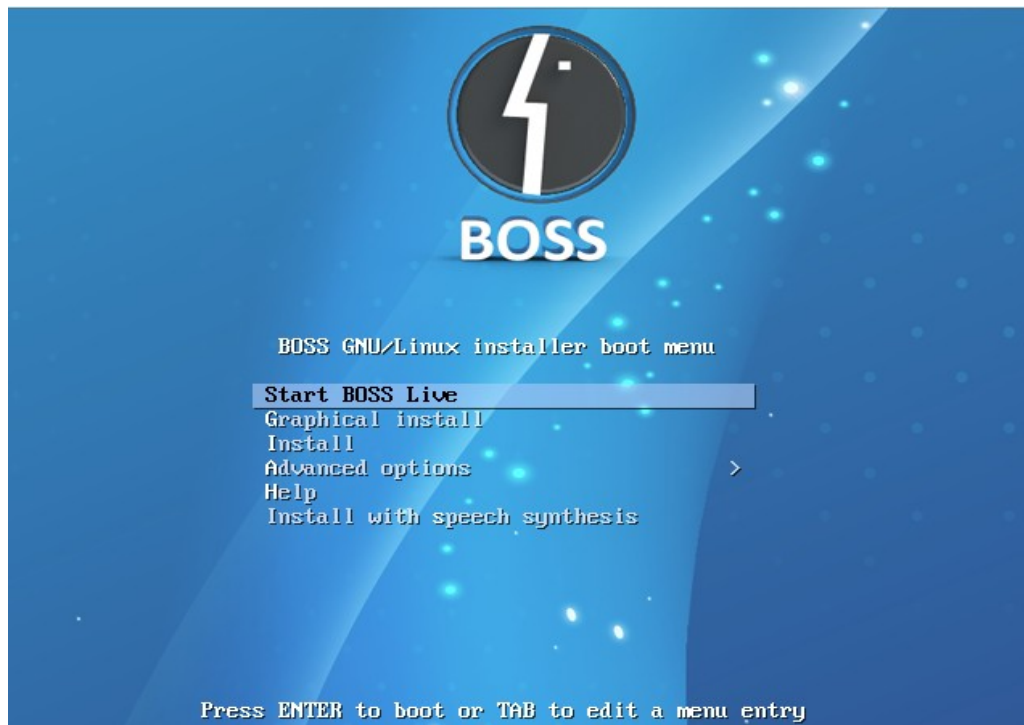 BOSS
BOSS GNU/Linux installer boot menu
Start BOSS Live
Graphical install
Install
Advanced options >
Help
Install with speech synthesis
Press ENTER to boot or TAB to edit a menu entry